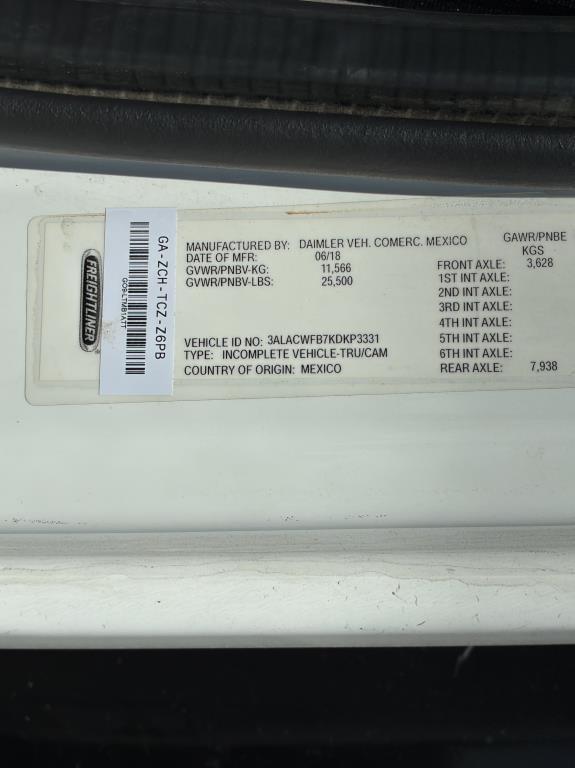 FREIGHTLINER
GA-ZCH-TCZ-Z6PB
MANUFACTURED BY: DAIMLER VEH. COMERC. MEXICO
DATE OF MFR: 06/18
GVWR/PNBV-KG: 11,566
GVWR/PNBV-LBS: 25,500
VEHICLE ID NO: 3ALACWFB7KDKP3331
TYPE: INCOMPLETE VEHICLE-TRU/CAM
COUNTRY OF ORIGIN: MEXICO
GAWR/PNBE
KGS
FRONT AXLE: 3,628
1ST INT AXLE:
2ND INT AXLE:
3RD INT AXLE:
4TH INT AXLE:
5TH INT AXLE:
6TH INT AXLE:
REAR AXLE: 7,938